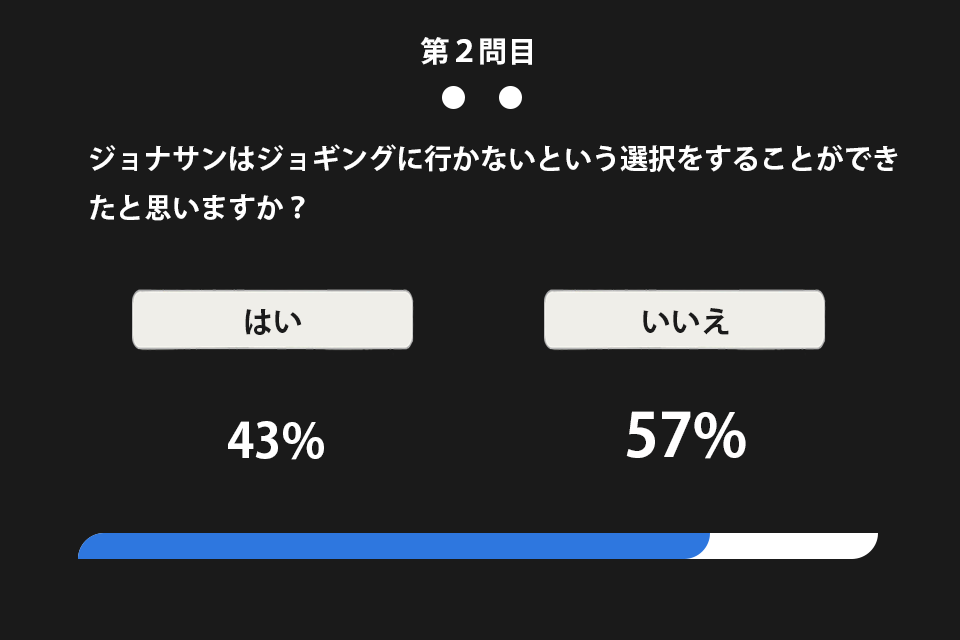 第２問目
ジョナサンはジョギングに行かないという選択をすることができ
たと思いますか？
はい
いいえ
43%
57%